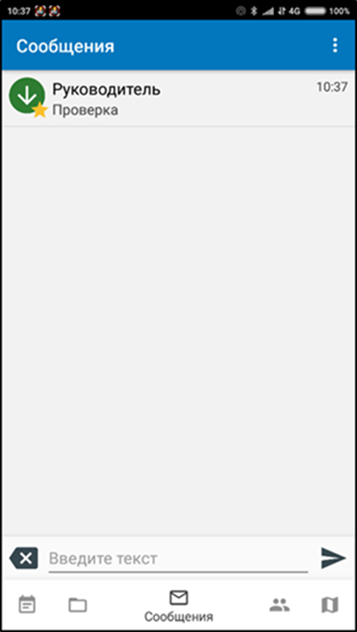 10:37 4G 100%
Сообщения
Руководитель 10:37
Проверка
Введите текст
Сообщения